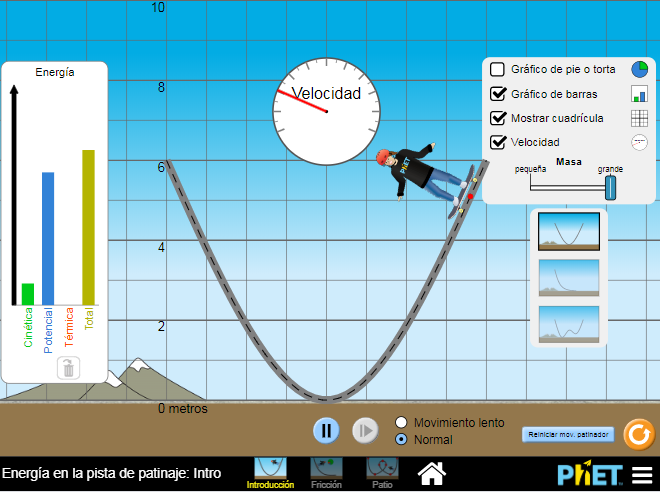 10
8
6
4
2
0 metros
Energía
Cinética
Potencial
Térmica
Total
Velocidad
PhET
Gráfico de pie o torta
Gráfico de barras
Mostrar cuadrícula
Velocidad
Masa
pequeña grande
Movimiento lento
Normal
Reiniciar mov. patinador
Energía en la pista de patinaje: Intro
Introducción
Fricción
Patio
PhET